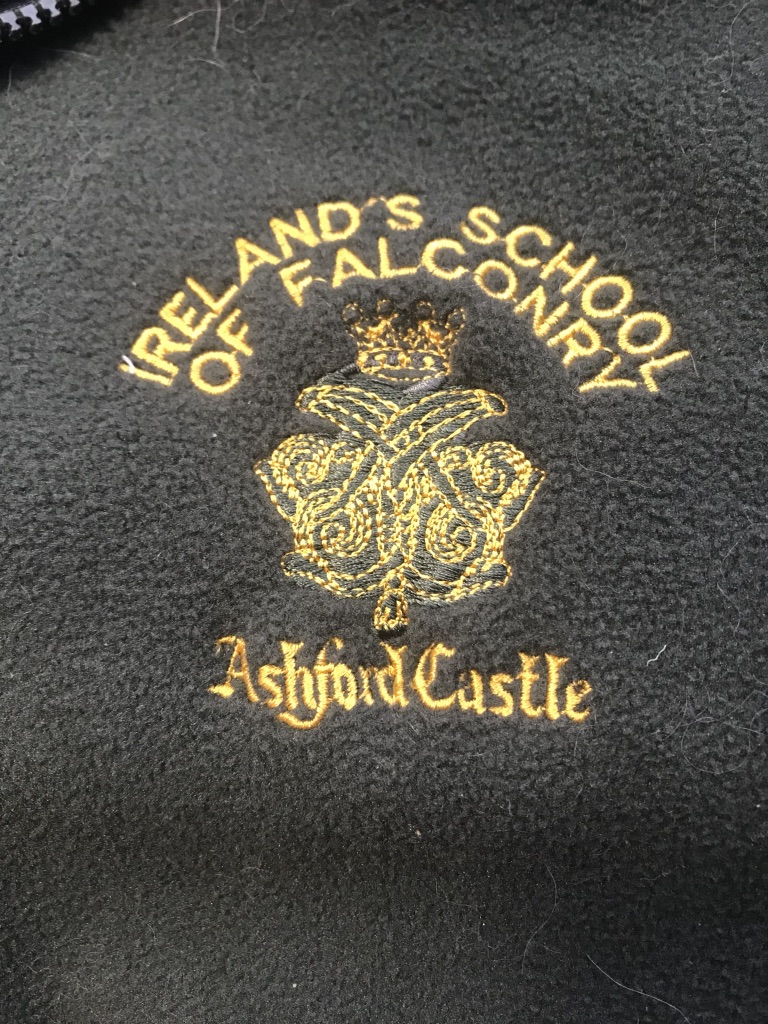 IRELAND'S SCHOOL
OF FALCONRY
Ashford Castle